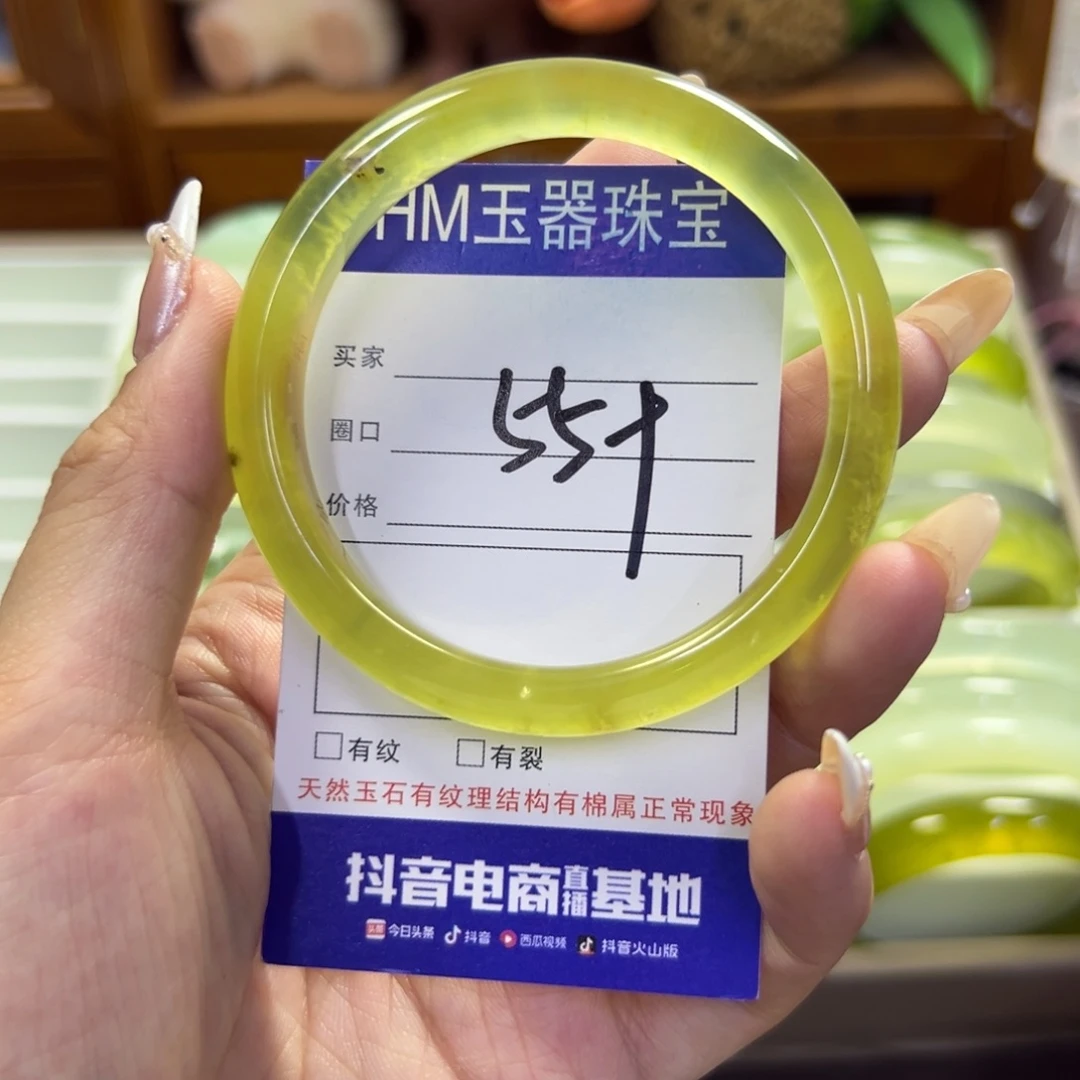 HM玉器珠宝
买家
圈口
价格
□有纹 □有裂
天然玉石有纹理结构有棉属正常现象
抖音电商直播基地
今日头条 抖音 西瓜视频 抖音火山版